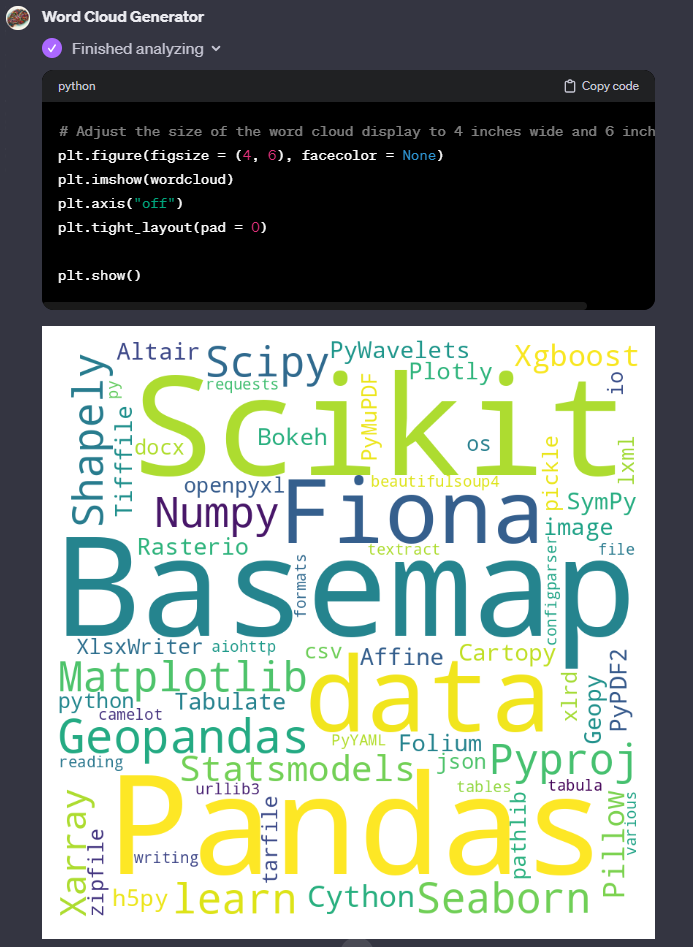 Word Cloud Generator
Finished analyzing
python
Copy code
# Adjust the size of the word cloud display to 4 inches wide and 6 inch
plt.figure(figsize = (4, 6), facecolor = None)
plt.imshow(wordcloud)
plt.axis("off")
plt.tight_layout(pad = 0)
plt.show()
Altair
Scipy
PyWavelets
Xgboost
Shapely
py
requests
Plotly
io
Scikit
Tifffile
docx
Bokeh
PyMuPDF
os
pickle
lxml
openpyxl
beautifulsoup4
Numpy
Fiona
SymPy
image
Rasterio
textract
configparser
file
Basemap
formats
XlsxWriter
aiohttp
csv
Affine
Cartopy
Matplotlib
data
xlrd
Geopy
PyPDF2
python
Tabulate
camelot
Geopandas
PyYAML
Folium
reading
Statsmodels
json
Pyproj
urllib3
tables
tabula
Pandas
Xarray
zipfile
writing
tarfile
pathlib
Pillow
various
h5py
learn
Cython
Seaborn